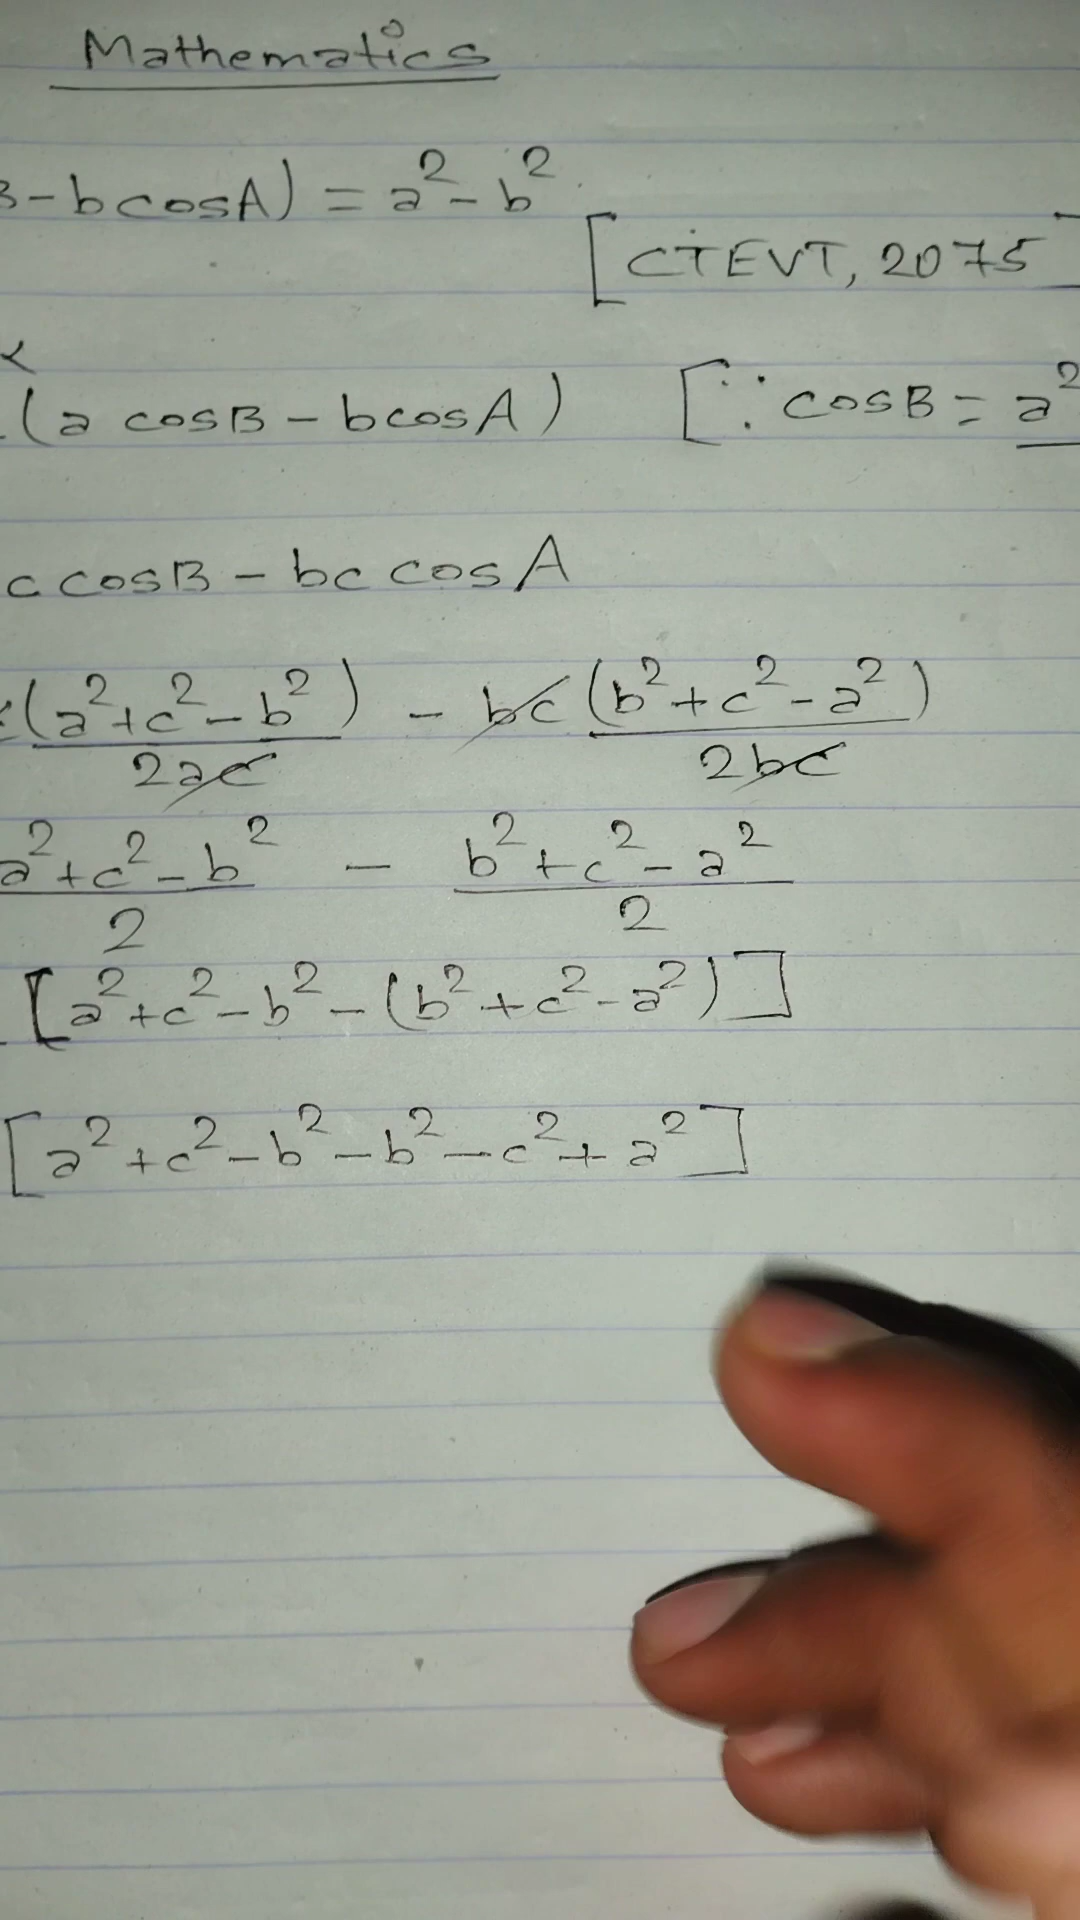 Mathematics
B-bcosA) = a²-b²
[CTEVT, 2075]
(a cosB - bcosA) [∵ cosB = a²
c cosB - bc cosA
c(a²+c²-b²)/2ac - bc(b²+c²-a²)/2bc
a²+c²-b²/2 - b²+c²-a²/2
[a²+c²-b²-(b²+c²-a²)]
[a²+c²-b²-b²-c²+a²]